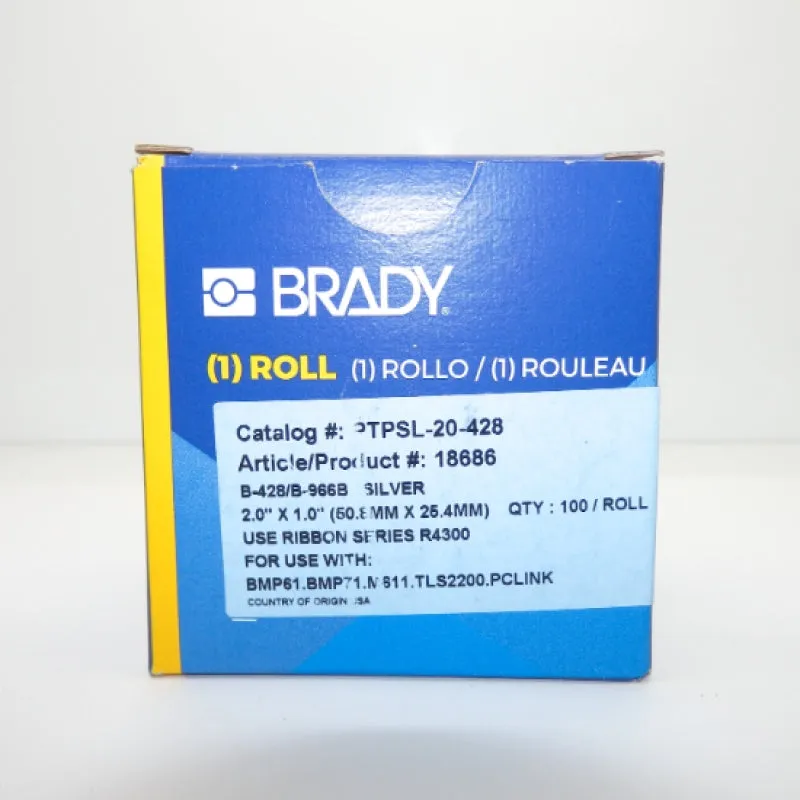 BRADY®
(1) ROLL (1) ROLLO / (1) ROULEAU
Catalog #: PTPSL-20-428
Article/Product #: 18686
B-428/B-966B SILVER
2.0" X 1.0" (50.8MM X 25.4MM) QTY : 100 / ROLL
USE RIBBON SERIES R4300
FOR USE WITH:
BMP61.BMP71.M611.TLS2200.PCLINK
COUNTRY OF ORIGIN USA